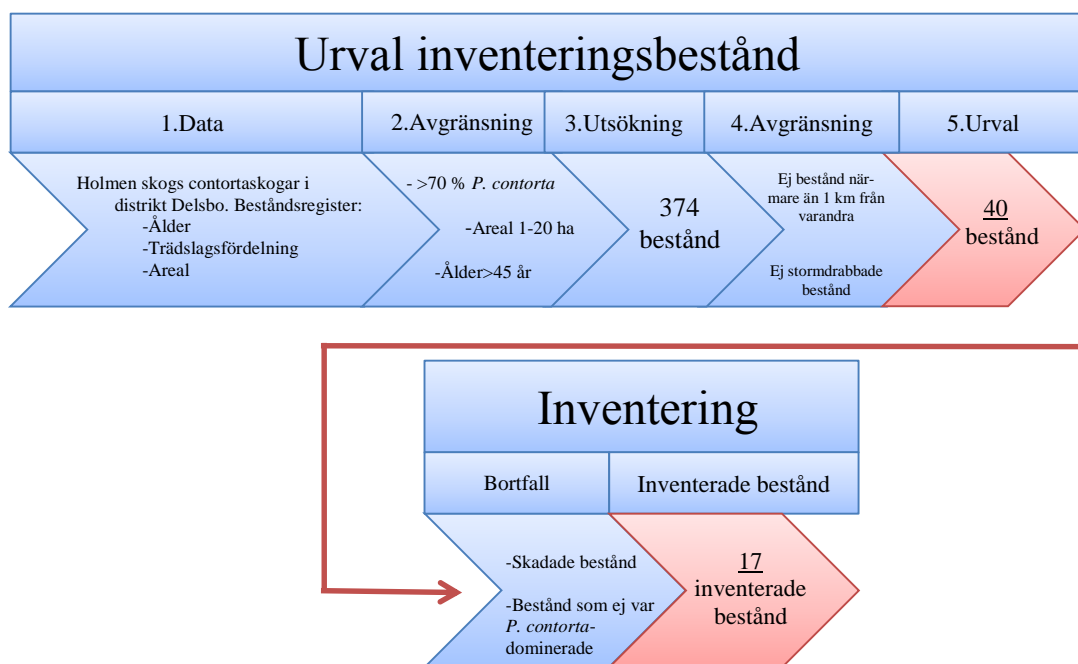 Urval inventeringsbestånd
1.Data
2.Avgränsning
3.Utsökning
4.Avgränsning
5.Urval
Holmen skogs contortaskogar i
distrikt Delsbo. Beståndsregister:
-Ålder
-Trädslagsfördelning
-Areal
- >70 % P. contorta
-Areal 1-20 ha
-Ålder>45 år
374
bestånd
Ej bestånd när-
mare än 1 km från
varandra
Ej stormdrabbade
bestånd
40
bestånd
Inventering
Bortfall
Inventerade bestånd
-Skadade bestånd
-Bestånd som ej var
P. contorta-
dominerade
17
inventerade
bestånd